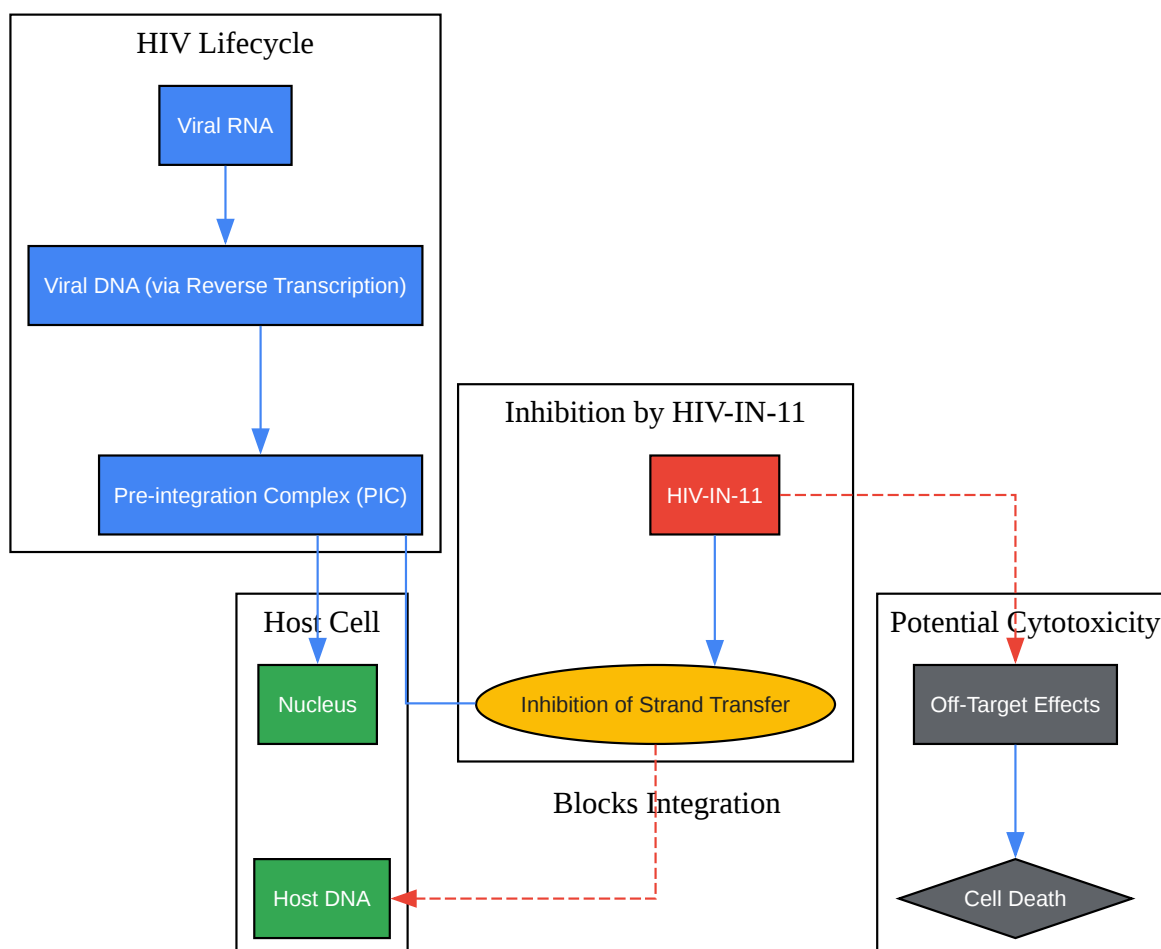 HIV Lifecycle
Viral RNA
Viral DNA (via Reverse Transcription)
Pre-integration Complex (PIC)
Inhibition by HIV-IN-11
HIV-IN-11
Inhibition of Strand Transfer
Blocks Integration
Host Cell
Nucleus
Host DNA
Potential Cytotoxicity
Off-Target Effects
Cell Death